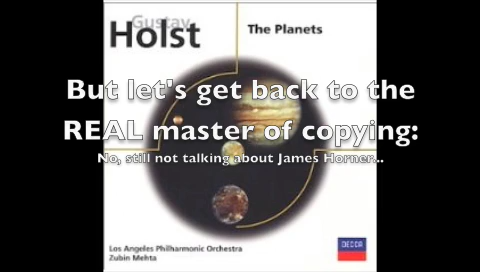 Gustav
Holst
The Planets
But let's get back to the
REAL master of copying:
No, still not talking about James Horner...
Los Angeles Philharmonic Orchestra
Zubin Mehta
DECCA